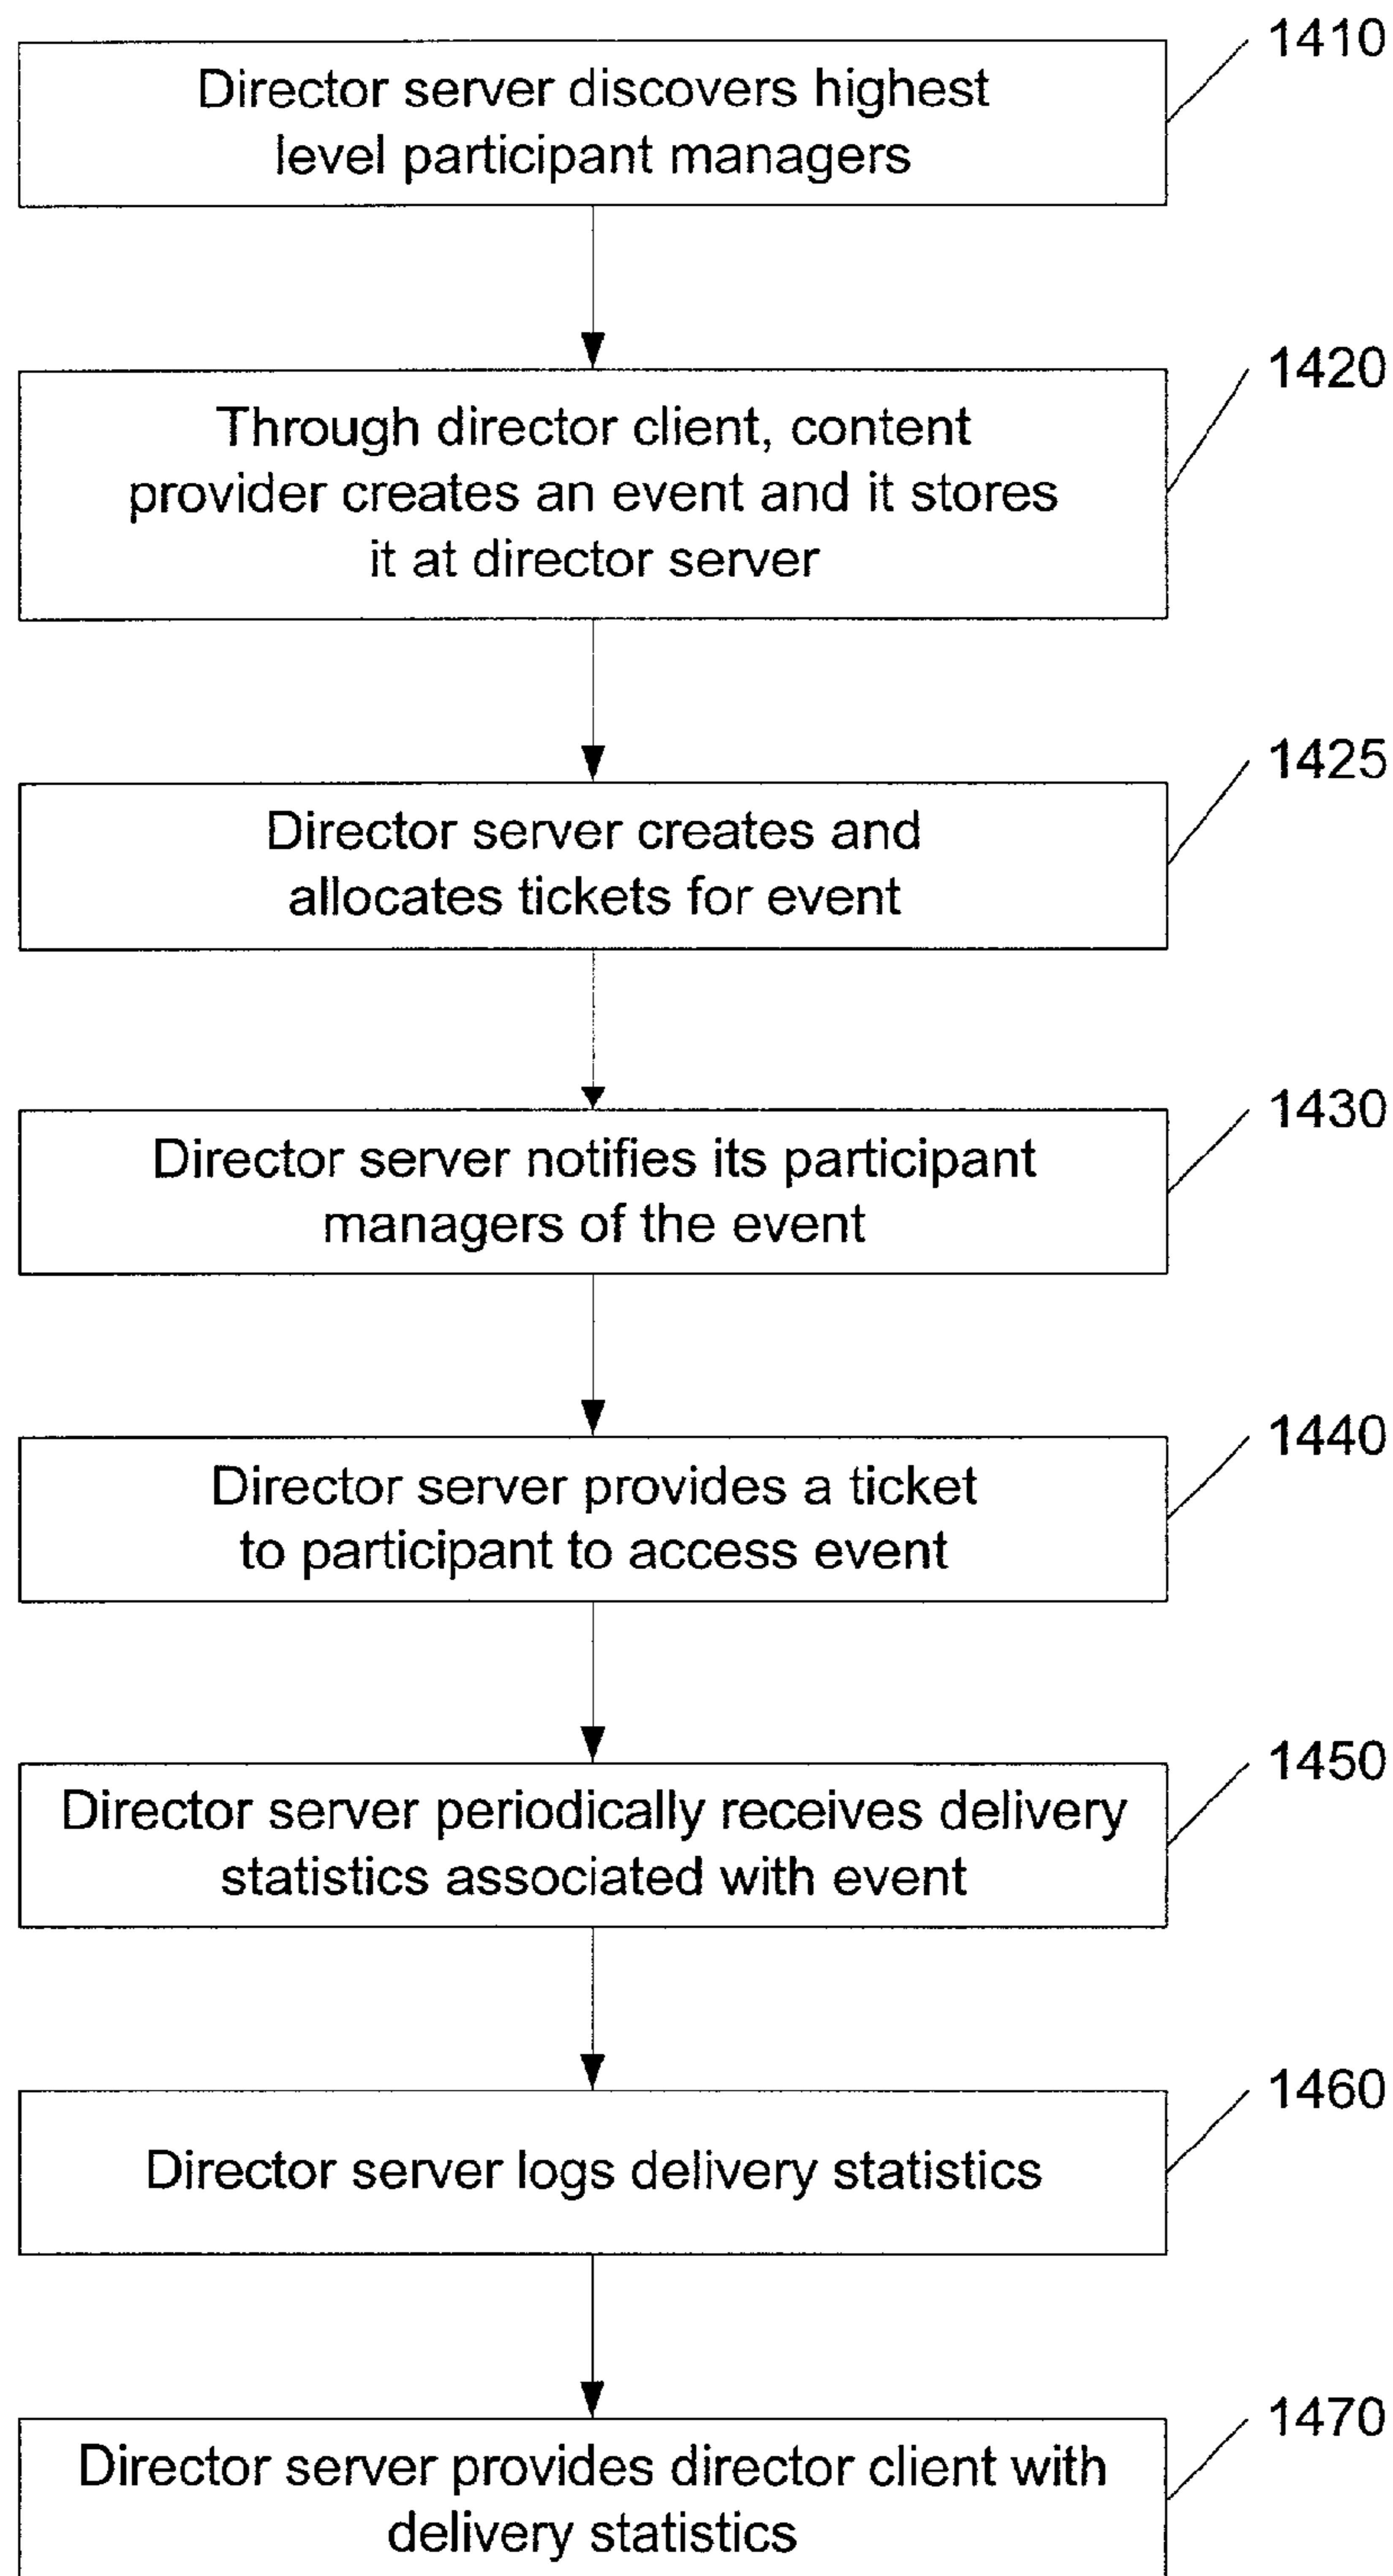 1410
Director server discovers highest
level participant managers
1420
Through director client, content
provider creates an event and it stores
it at director server
1425
Director server creates and
allocates tickets for event
1430
Director server notifies its participant
managers of the event
1440
Director server provides a ticket
to participant to access event
1450
Director server periodically receives delivery
statistics associated with event
1460
Director server logs delivery statistics
1470
Director server provides director client with
delivery statistics